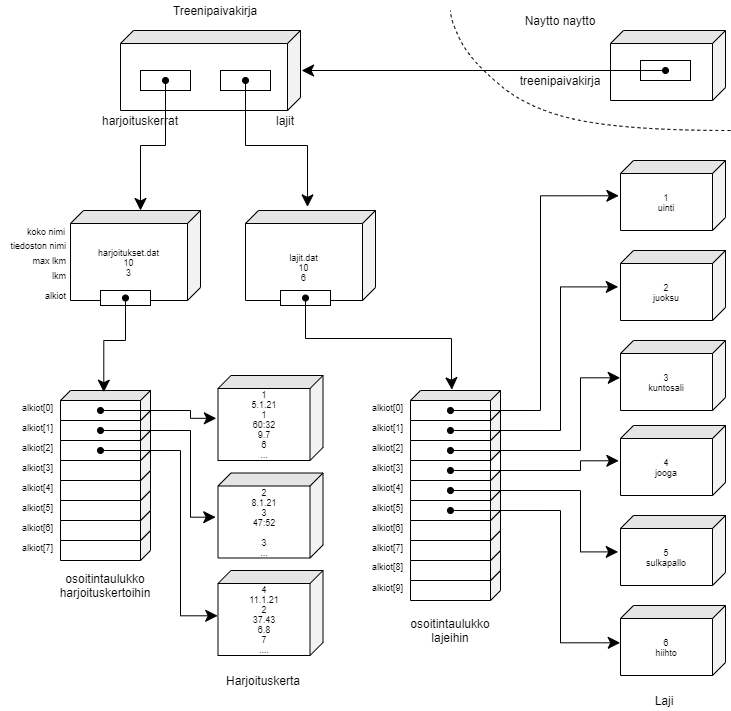 Treenipaivakirja
Naytto naytto
treenipaivakirja
harjoituskerrat
lajit
koko nimi
tiedoston nimi
max lkm
lkm
alkiot
harjoitukset.dat
10
3
lajit.dat
10
6
1
uinti
2
juoksu
3
kuntosali
4
jooga
5
sulkapallo
6
hiihto
Laji
alkiot[0]
alkiot[1]
alkiot[2]
alkiot[3]
alkiot[4]
alkiot[5]
alkiot[6]
alkiot[7]
osoitintaulukko
harjoituskertoihin
1
5.1.21
1
60:32
9.7
6
...
2
8.1.21
3
47:52
3
...
4
11.1.21
2
37.43
6.8
7
....
Harjoituskerta
alkiot[0]
alkiot[1]
alkiot[2]
alkiot[3]
alkiot[4]
alkiot[5]
alkiot[6]
alkiot[7]
alkiot[8]
alkiot[9]
osoitintaulukko
lajeihin